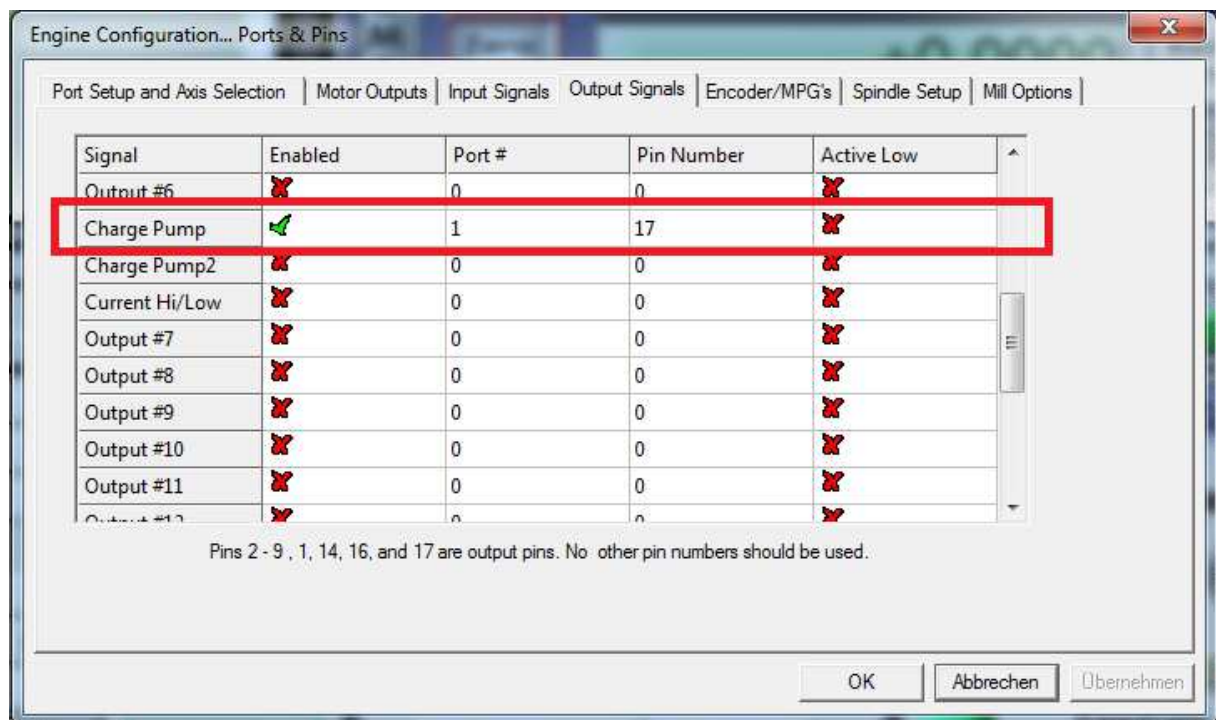 Engine Configuration... Ports & Pins
Port Setup and Axis Selection Motor Outputs Input Signals Output Signals Encoder/MPG's Spindle Setup Mill Options
Signal Enabled Port # Pin Number Active Low
Output #6 0 0
Charge Pump 1 17
Charge Pump2 0 0
Current Hi/Low 0 0
Output #7 0 0
Output #8 0 0
Output #9 0 0
Output #10 0 0
Output #11 0 0
Output #12 0 0
Pins 2 - 9 , 1, 14, 16, and 17 are output pins. No other pin numbers should be used.
OK Abbrechen Übernehmen